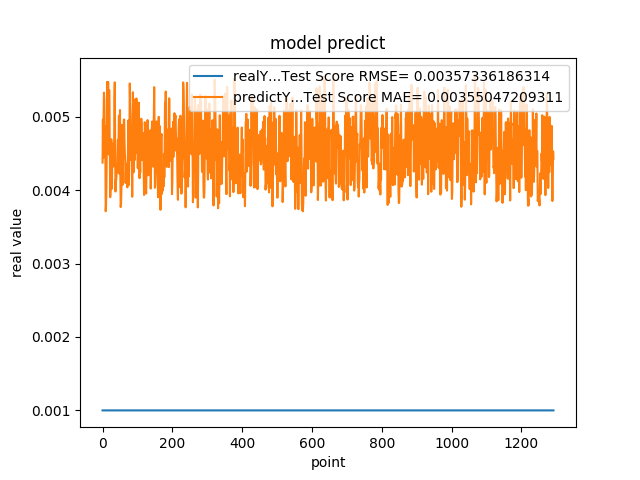 model predict
realY...Test Score RMSE= 0.00357336186314
predictY...Test Score MAE= 0.00355047209311
0.005
0.004
0.003
0.002
0.001
real value
0 200 400 600 800 1000 1200
point